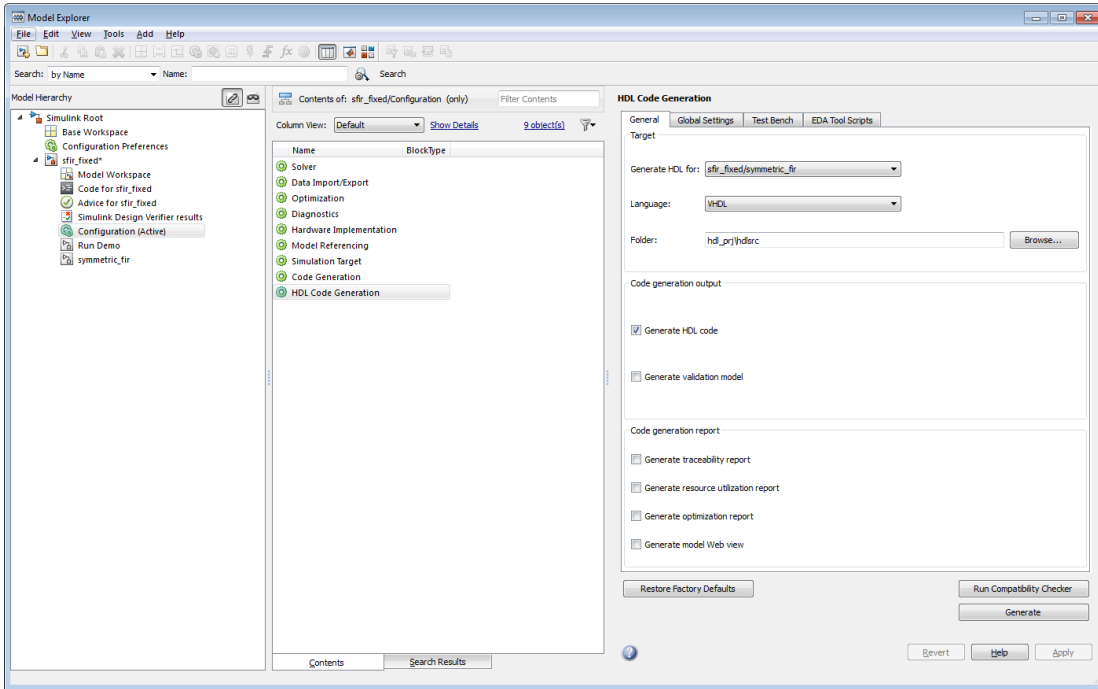 Model Explorer
File Edit View Tools Add Help
fx
Search: by Name Name: Search
Model Hierarchy
Simulink Root
Base Workspace
Configuration Preferences
sfir_fixed*
Model Workspace
Code for sfir_fixed
Advice for sfir_fixed
Simulink Design Verifier results
Configuration (Active)
Run Demo
symmetric_fir
Contents of: sfir_fixed/Configuration (only) Filter Contents
Column View: Default Show Details 9 object(s)
Name BlockType
Solver
Data Import/Export
Optimization
Diagnostics
Hardware Implementation
Model Referencing
Simulation Target
Code Generation
HDL Code Generation
Contents Search Results
HDL Code Generation
General Global Settings Test Bench EDA Tool Scripts
Target
Generate HDL for: sfir_fixed/symmetric_fir
Language: VHDL
Folder: hdl_prj\hdlsrc Browse...
Code generation output
Generate HDL code
Generate validation model
Code generation report
Generate traceability report
Generate resource utilization report
Generate optimization report
Generate model Web view
Restore Factory Defaults Run Compatibility Checker
Generate
Revert Help Apply